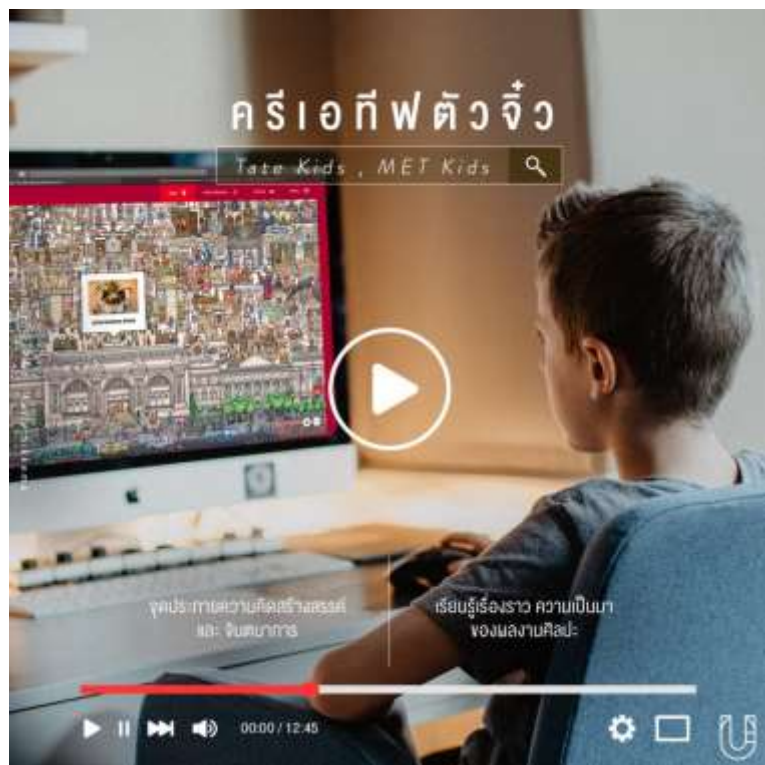 ครีเอทีฟตัวจิ๋ว
Tate Kids , MET Kids
จุดประกายความคิดสร้างสรรค์
และ จินตนาการ
เรียนรู้เรื่องราว ความเป็นมา
ของผลงานศิลปะ
00:00 / 12:45